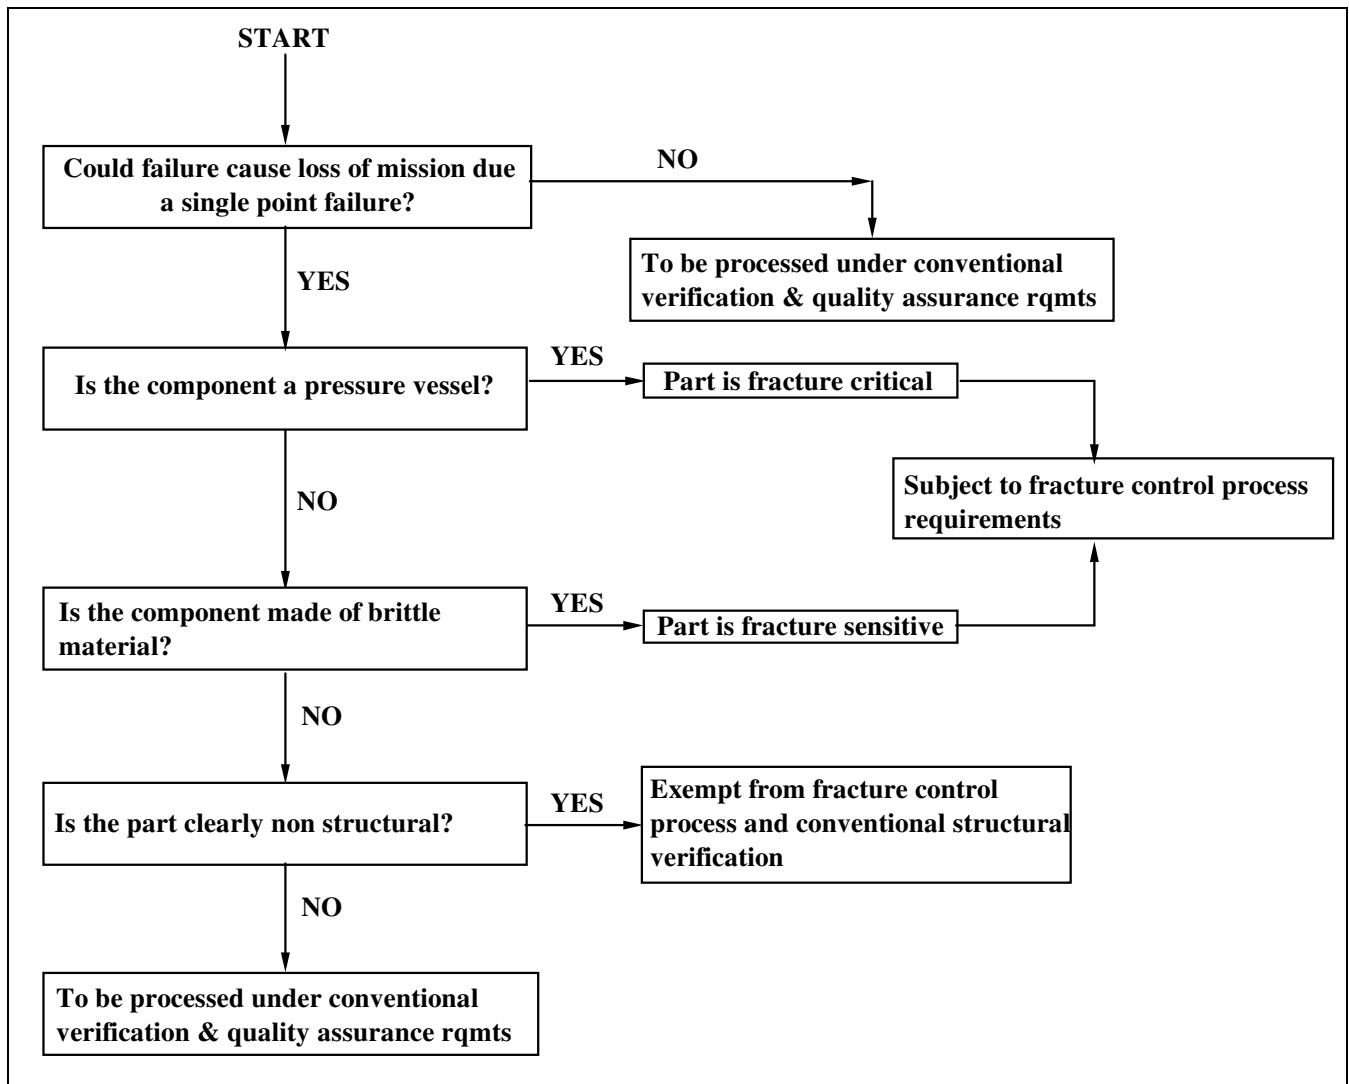 START
Could failure cause loss of mission due
a single point failure?
NO
To be processed under conventional
verification & quality assurance rqmts
YES
Is the component a pressure vessel?
YES
Part is fracture critical
Subject to fracture control process
requirements
NO
Is the component made of brittle
material?
YES
Part is fracture sensitive
NO
Is the part clearly non structural?
YES
Exempt from fracture control
process and conventional structural
verification
NO
To be processed under conventional
verification & quality assurance rqmts